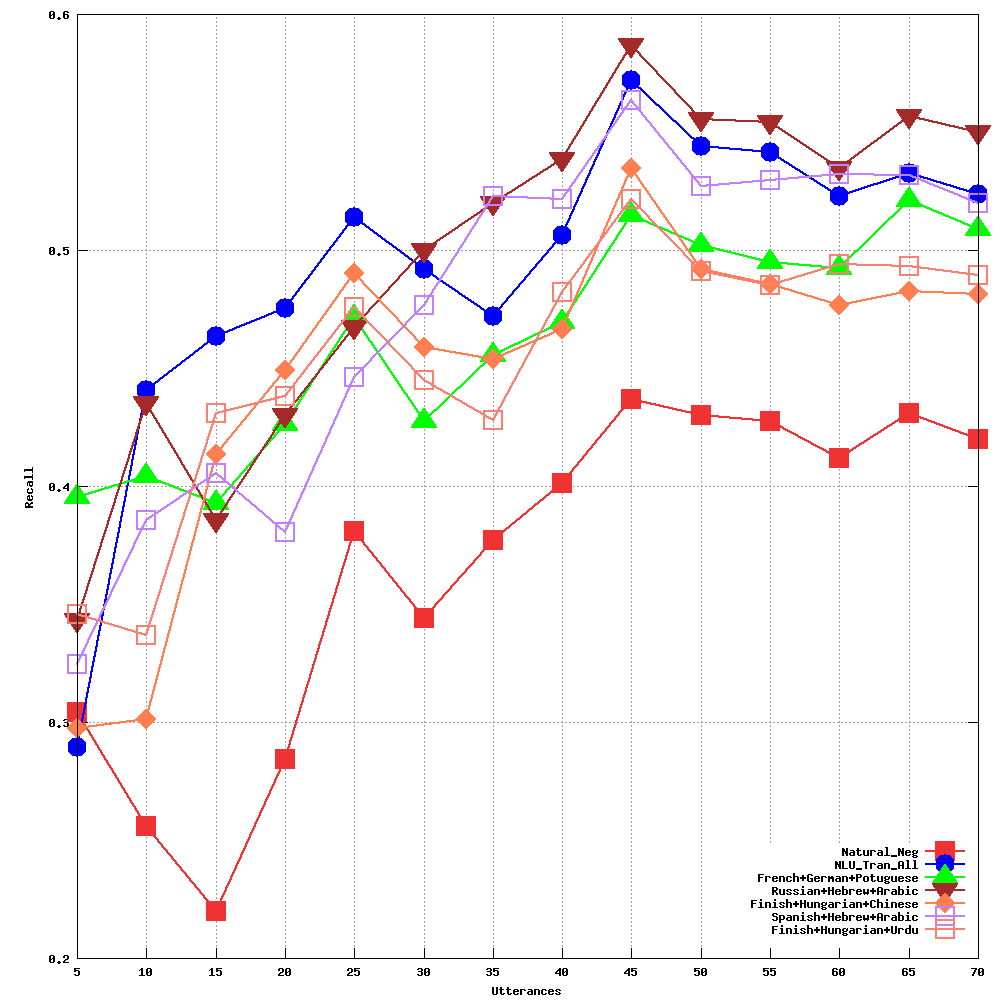 0.6
0.5
Recall
0.4
0.3
Natural_Neg
NLU_Tran_All
French+German+Potuguese
Russian+Hebrew+Arabic
Finish+Hungarian+Chinese
Spanish+Hebrew+Arabic
Finish+Hungarian+Urdu
0.2
5 10 15 20 25 30 35 40 45 50 55 60 65 70
Utterances